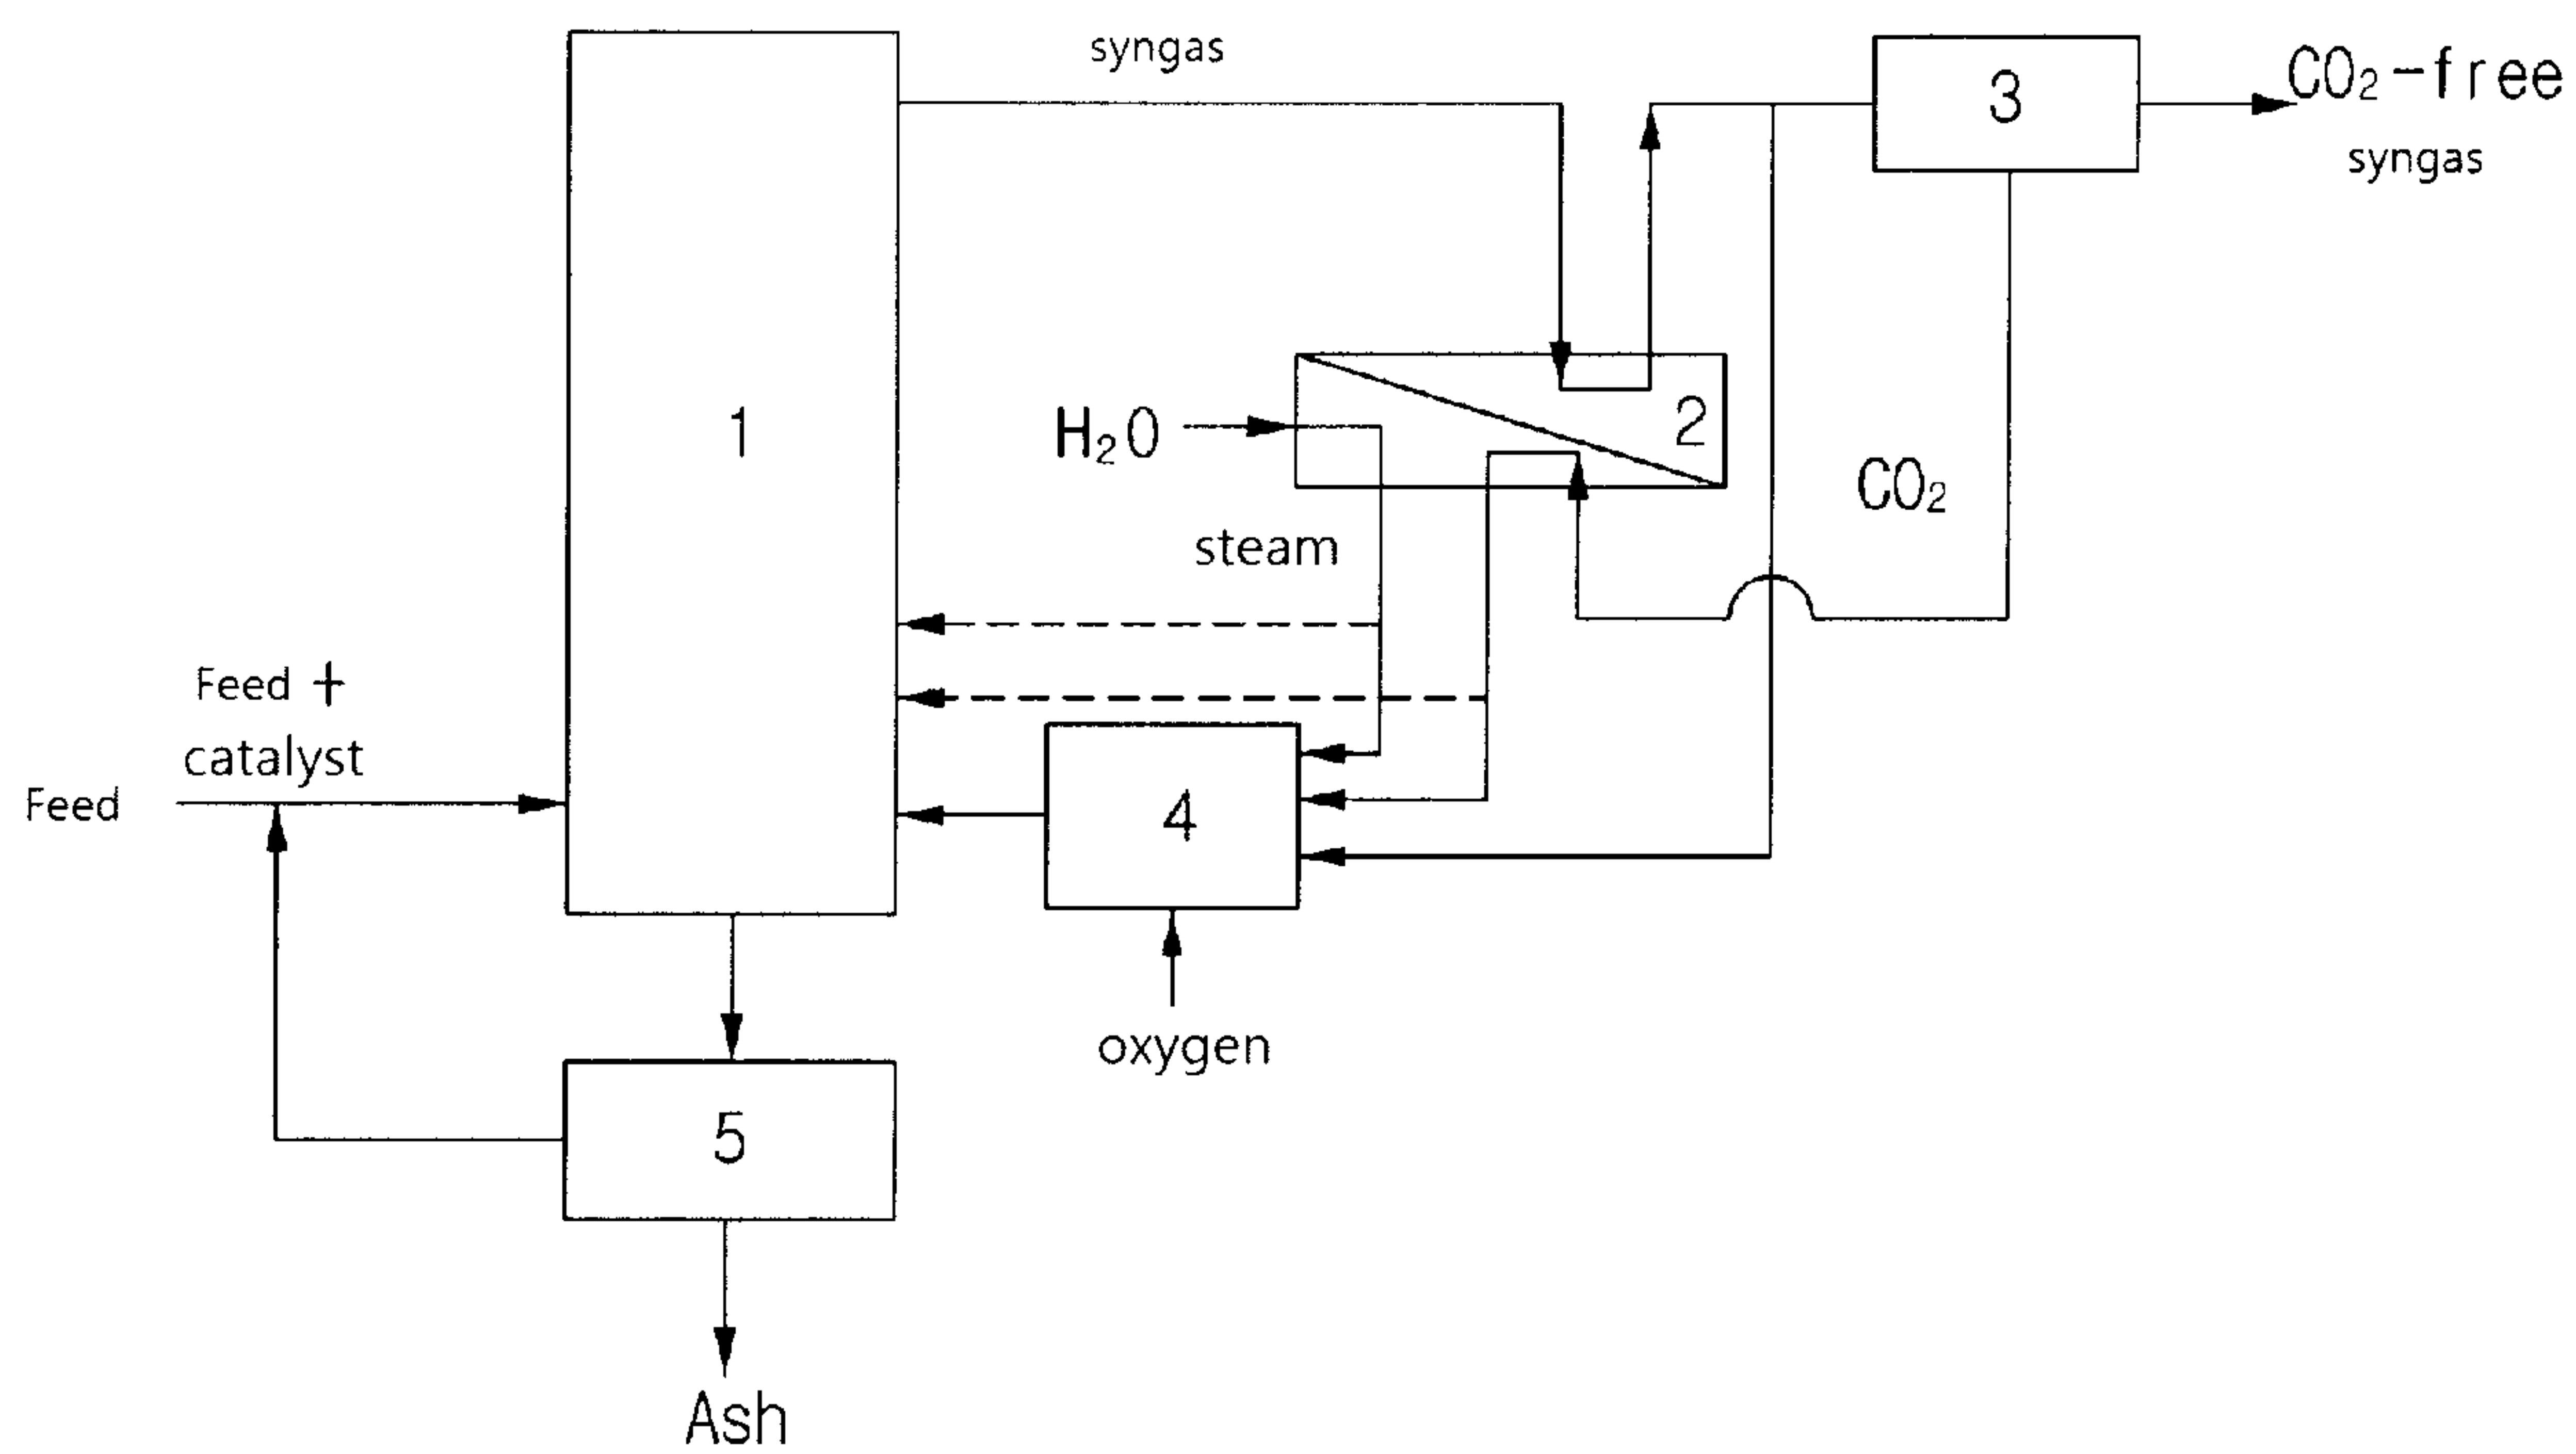 syngas
CO₂-free
syngas
3
1
H₂O
2
CO₂
steam
Feed +
catalyst
Feed
4
oxygen
5
Ash